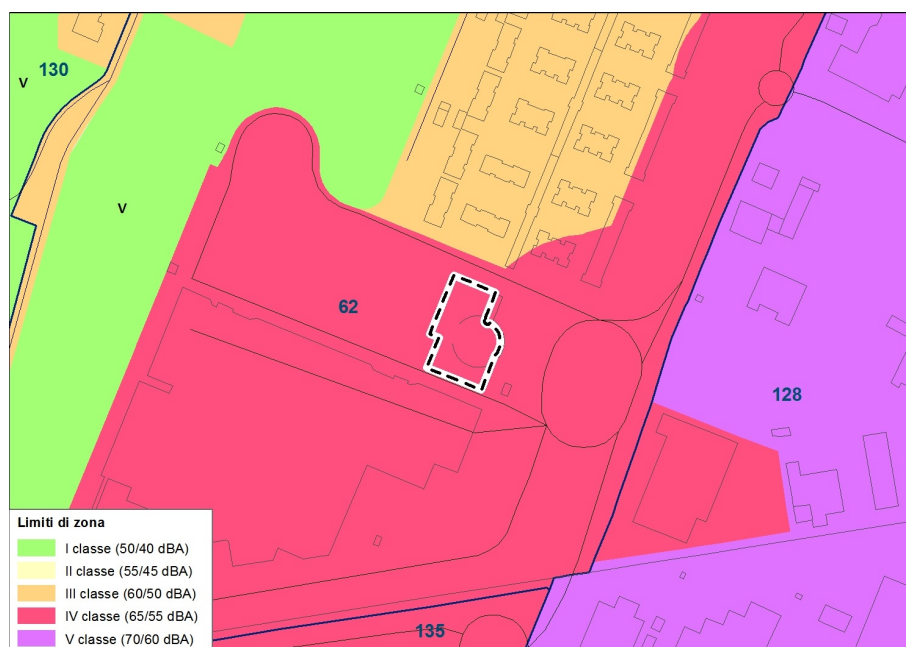 130
V
V
62
128
135
Limiti di zona
I classe (50/40 dBA)
II classe (55/45 dBA)
III classe (60/50 dBA)
IV classe (65/55 dBA)
V classe (70/60 dBA)